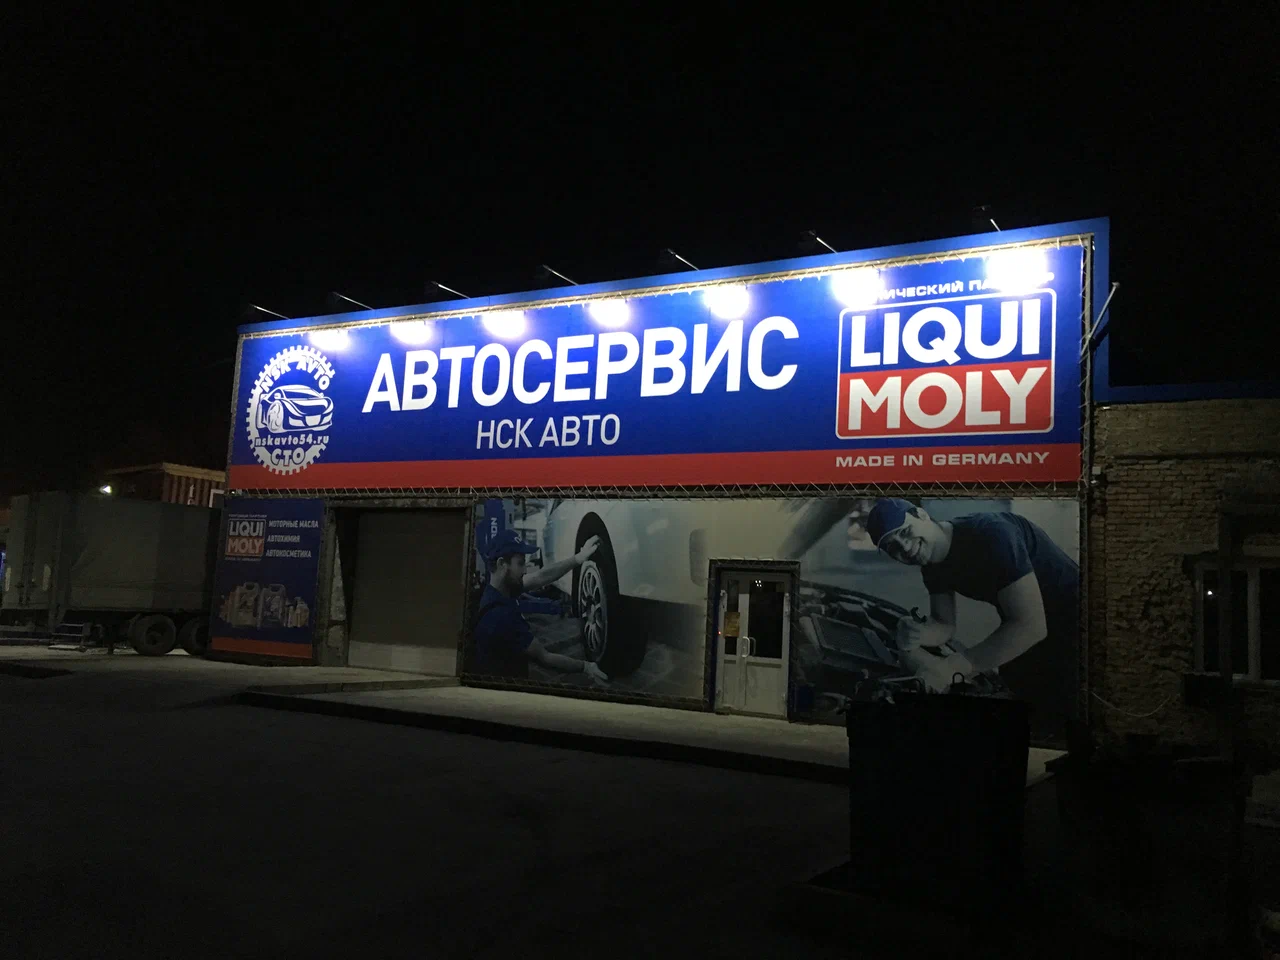 NSK AVTO
nskavto54.ru
СТО
АВТОСЕРВИС
НСК АВТО
LIQUI
MOLY
MADE IN GERMANY
LIQUI
MOLY
МОТОРНЫЕ МАСЛА
АВТОХИМИЯ
АВТОКОСМЕТИКА